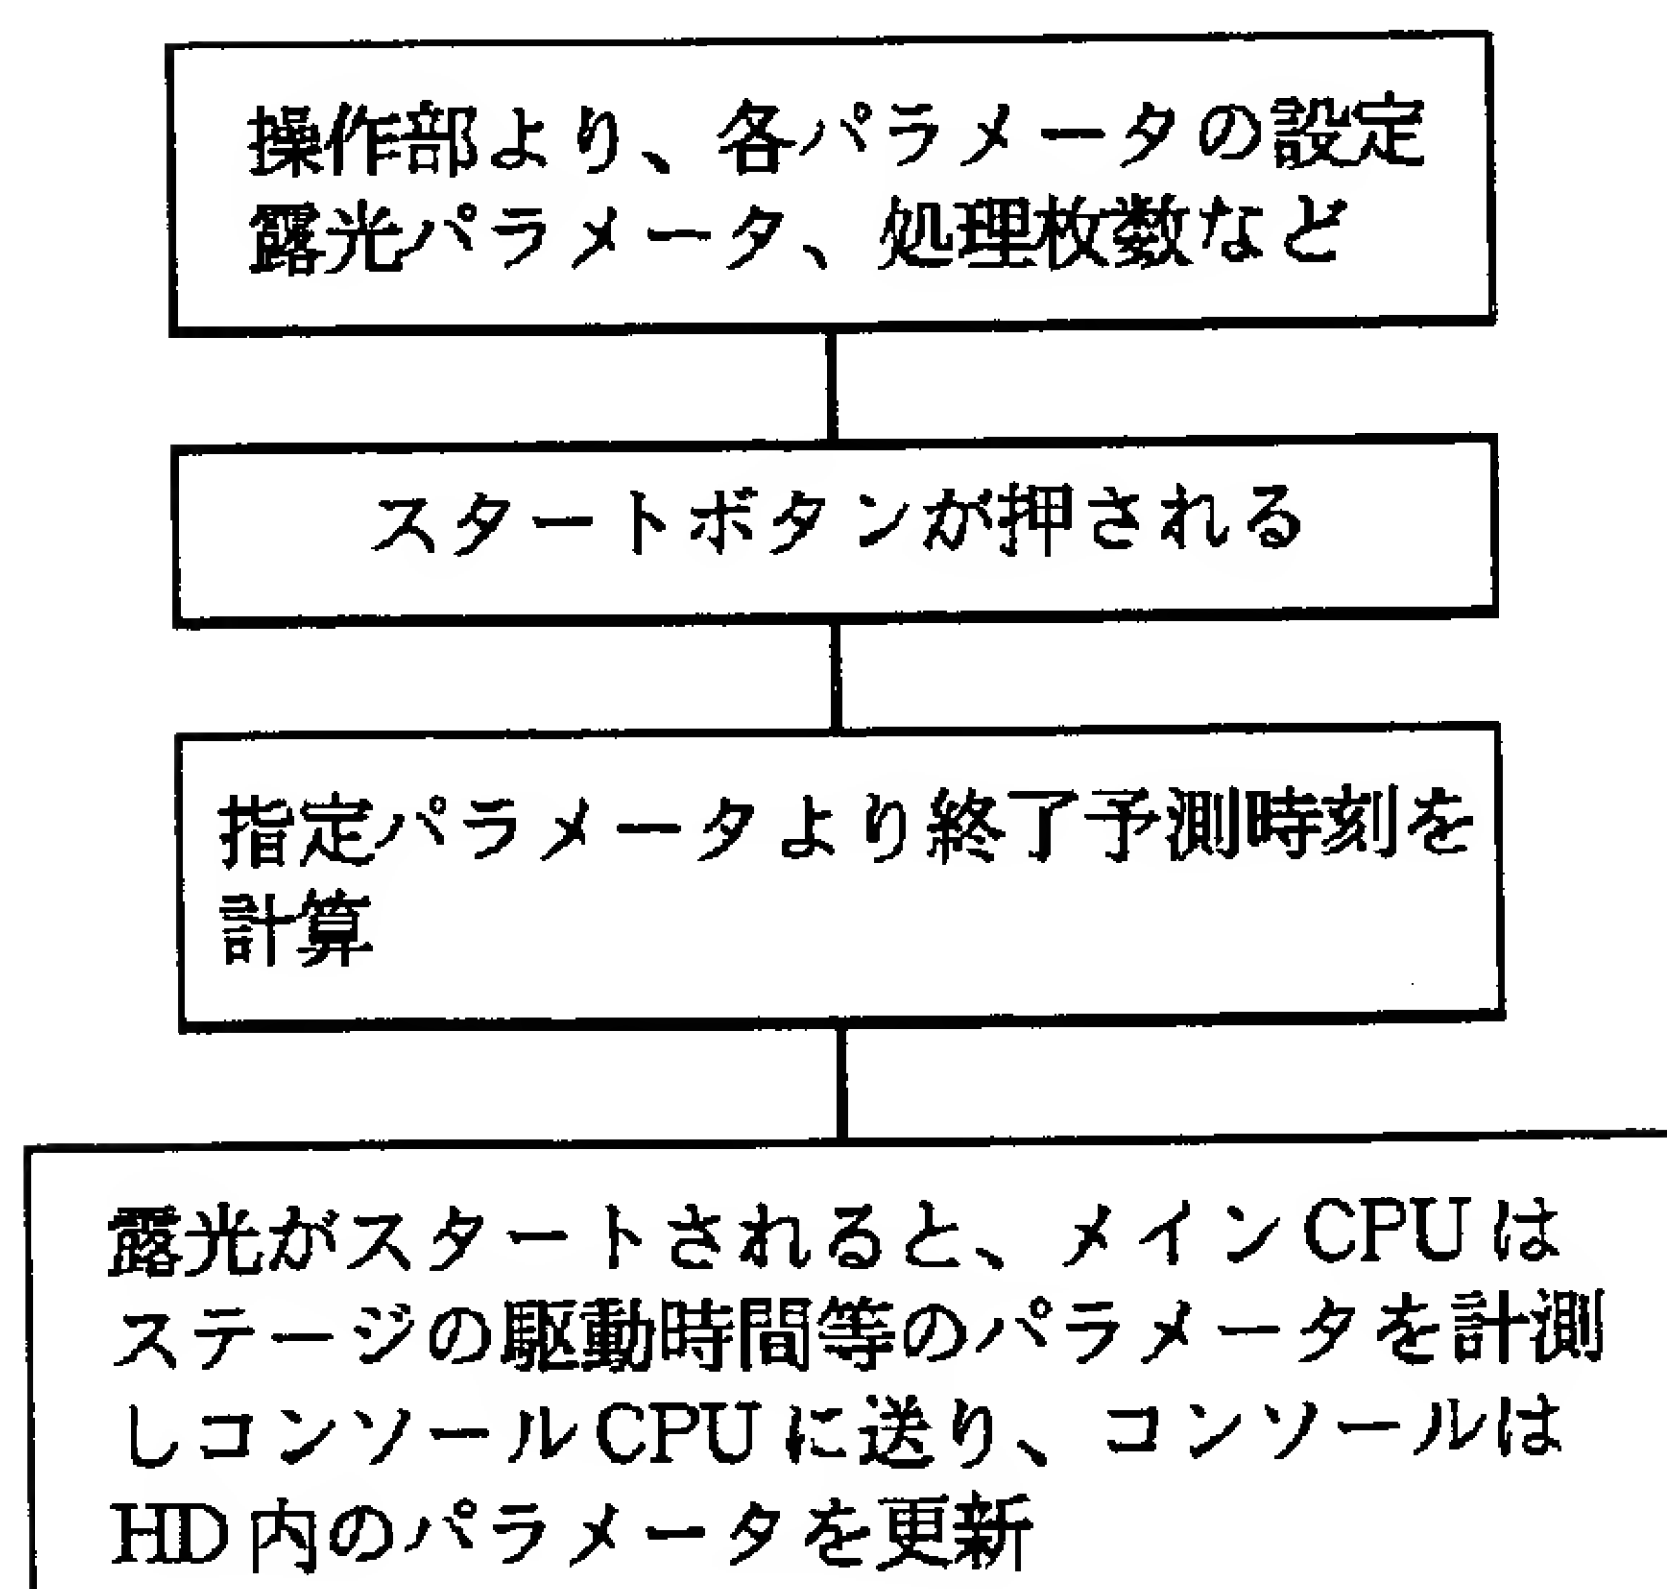 操作部より、各パラメータの設定
露光パラメータ、処理枚数など
スタートボタンが押される
指定パラメータより終了予測時刻を
計算
露光がスタートされると、メインCPUは
ステージの駆動時間等のパラメータを計測
しコンソールCPUに送り、コンソールは
HD内のパラメータを更新